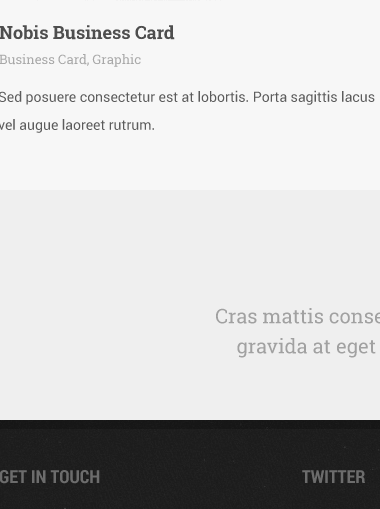 Nobis Business Card
Business Card, Graphic
Sed posuere consectetur est at lobortis. Porta sagittis lacus
vel augue laoreet rutrum.
Cras mattis conse
gravida at eget
GET IN TOUCH
TWITTER